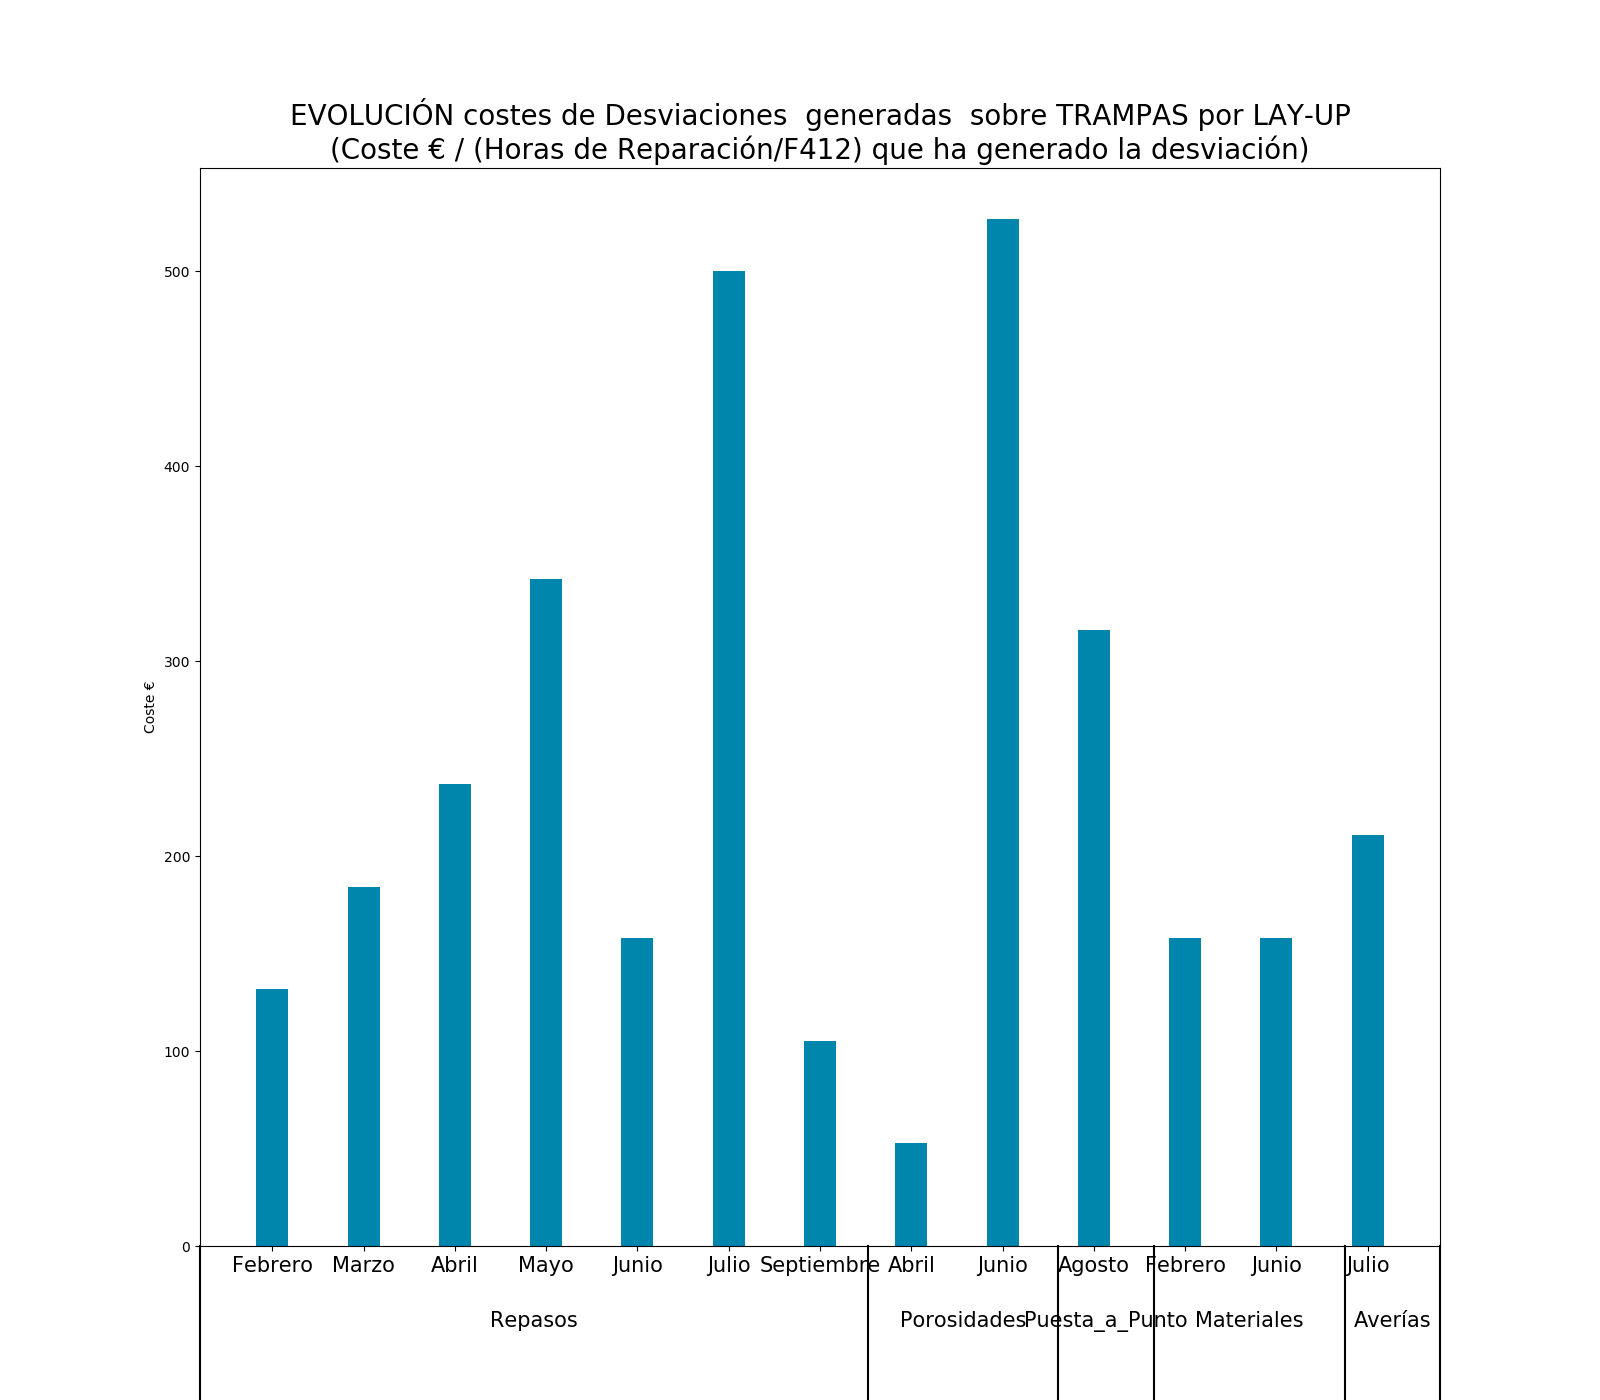 EVOLUCIÓN costes de Desviaciones  generadas  sobre TRAMPAS por LAY-UP
(Coste € / (Horas de Reparación/F412) que ha generado la desviación)
500
400
300
200
100
0
Coste €
Febrero Marzo Abril Mayo Junio Julio Septiembre Abril Junio Agosto Febrero Junio Julio
Repasos Porosidades Puesta_a_Punto Materiales Averías